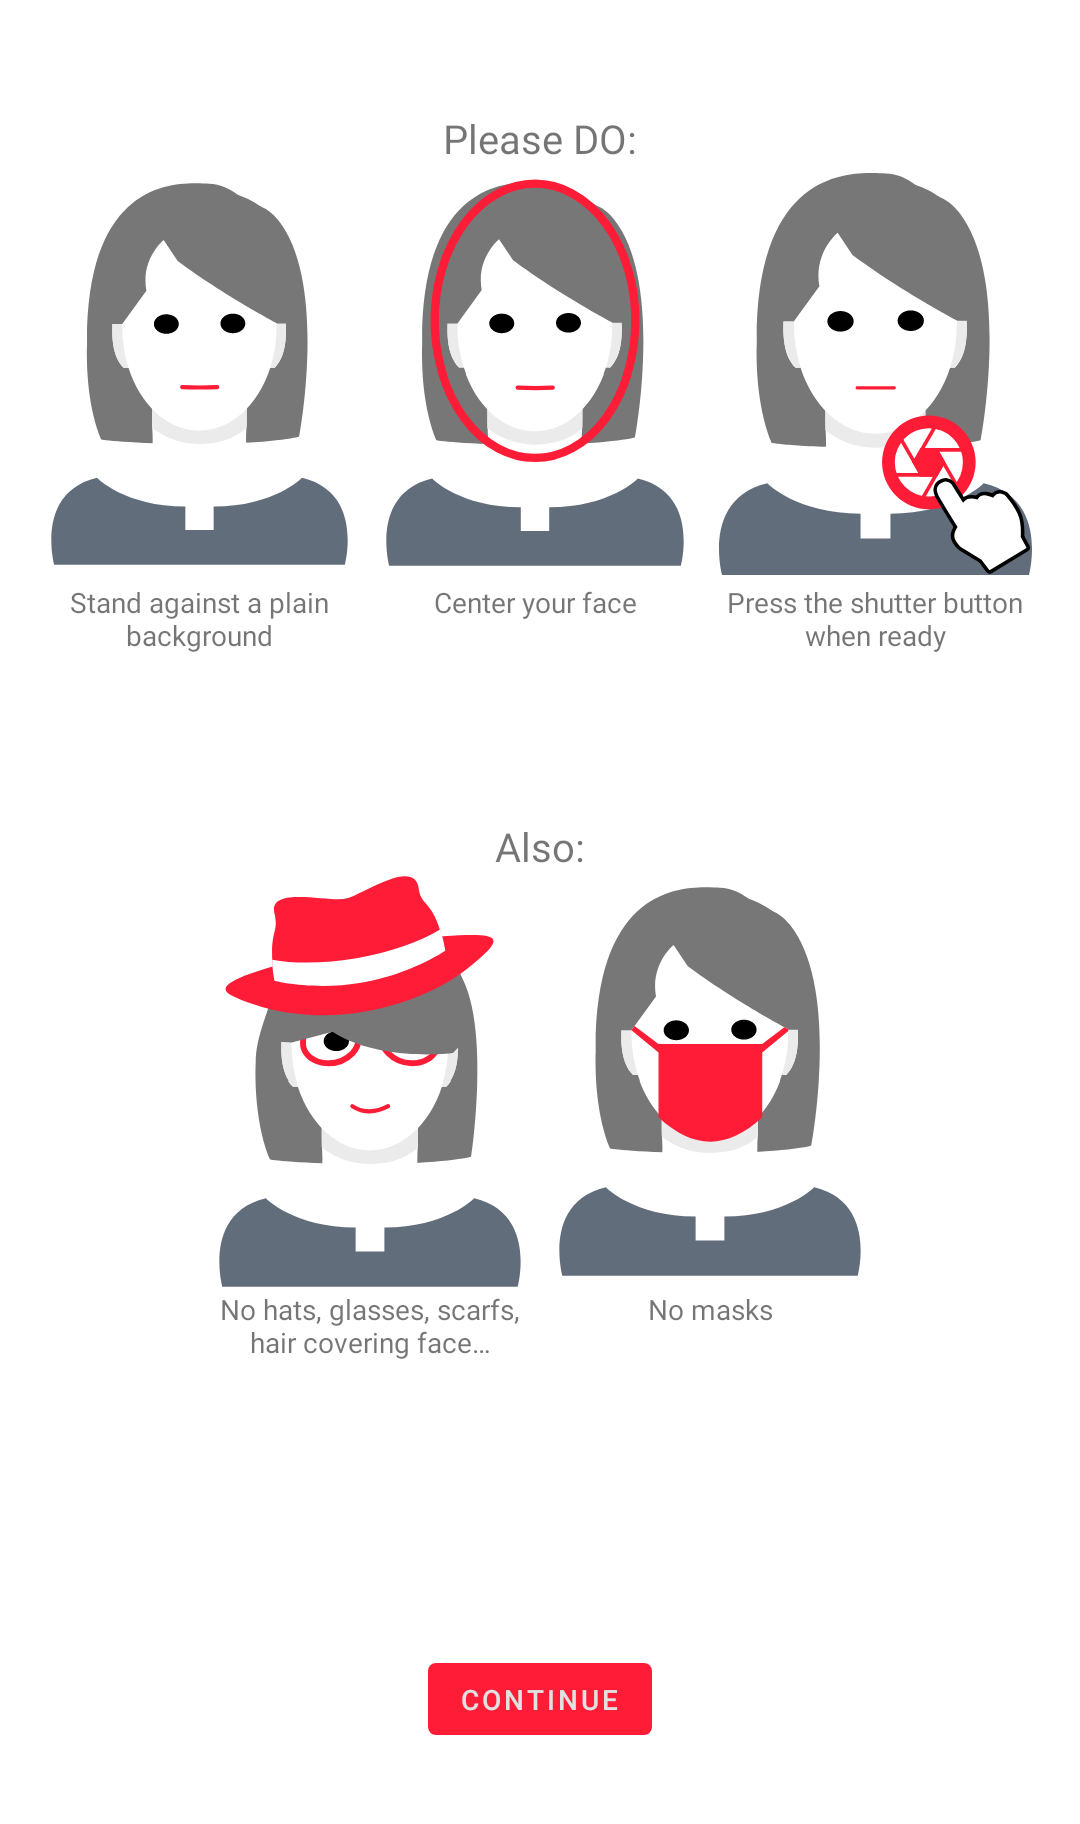 Please DO:
Stand against a plain
background
Center your face
Press the shutter button
when ready
Also:
No hats, glasses, scarfs,
hair covering face...
No masks
CONTINUE